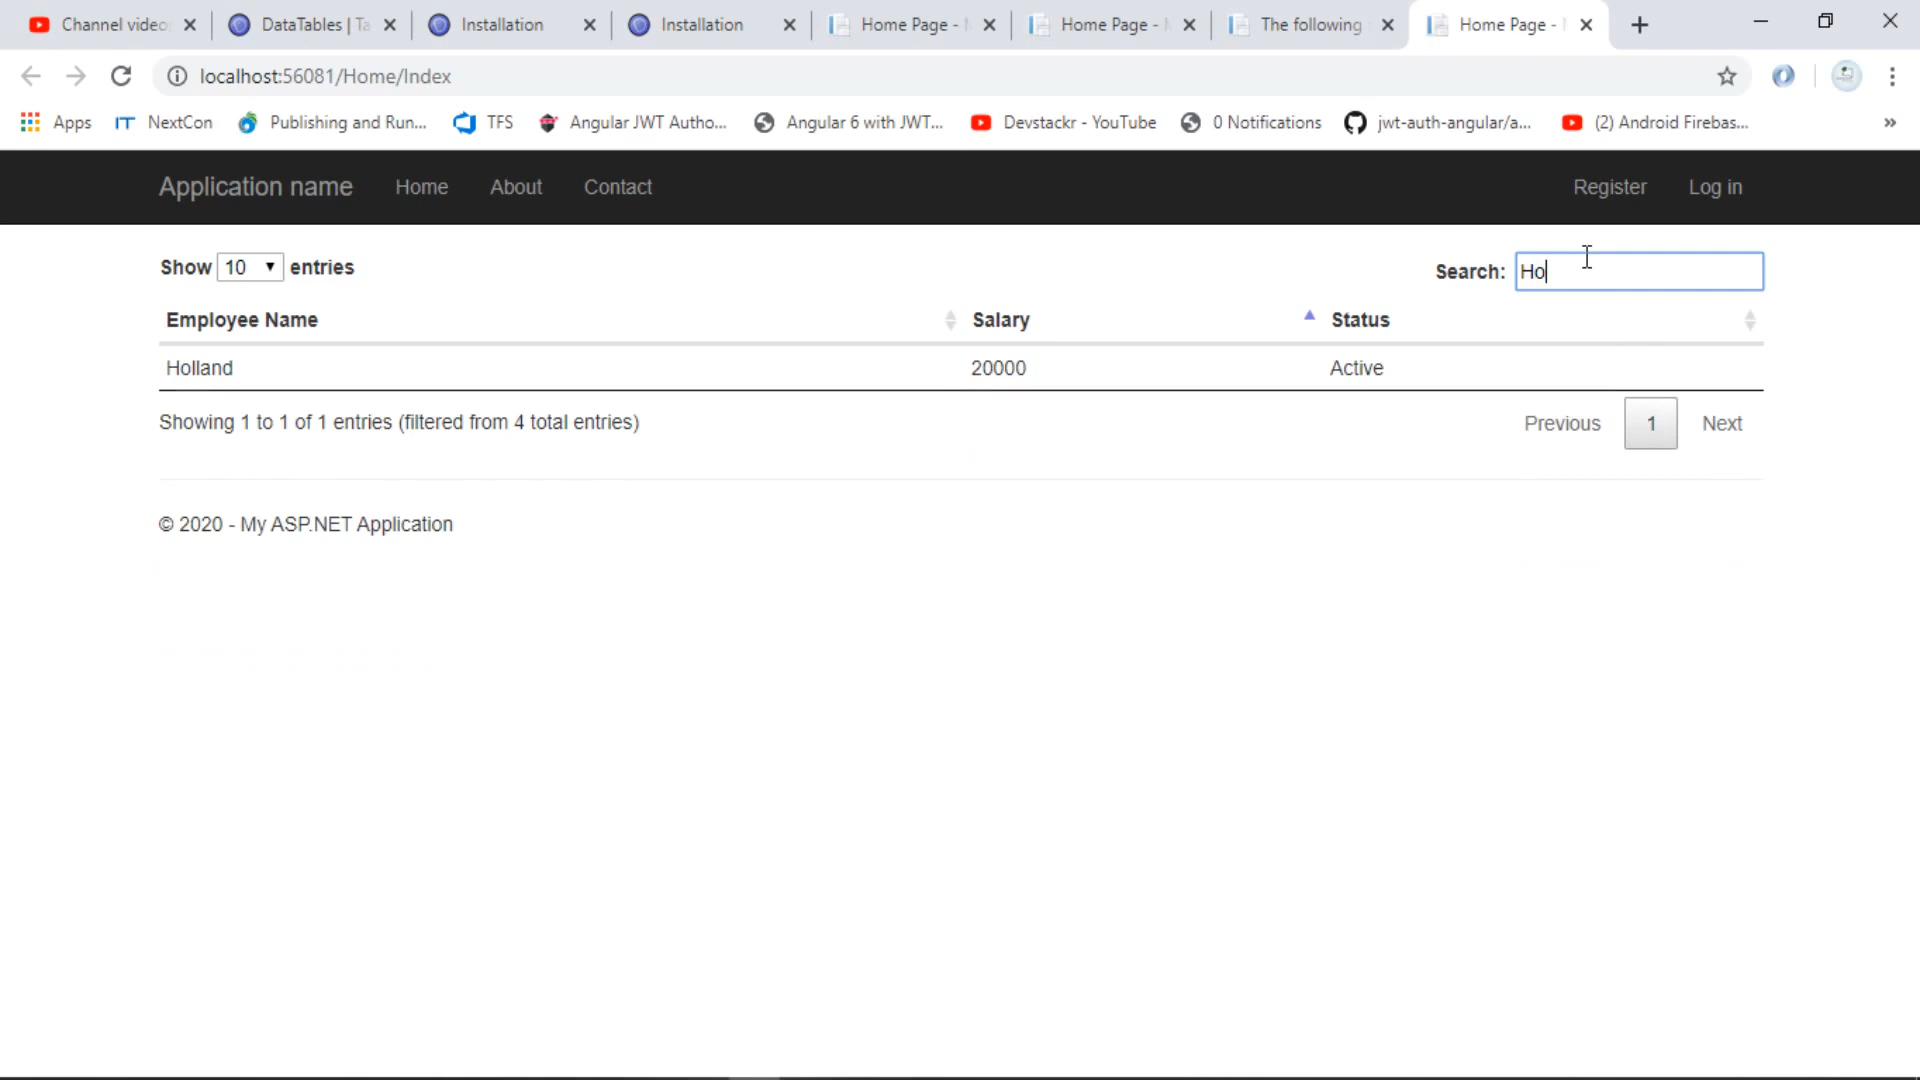 Channel video DataTables | Ta Installation Installation Home Page - Home Page - The following Home Page -
localhost:56081/Home/Index
Apps NextCon Publishing and Run... TFS Angular JWT Autho... Angular 6 with JWT... Devstackr - YouTube 0 Notifications jwt-auth-angular/a... (2) Android Firebas... »
Application name Home About Contact Register Log in
Show 10 entries Search: Ho
Employee Name Salary Status
Holland 20000 Active
Showing 1 to 1 of 1 entries (filtered from 4 total entries) Previous 1 Next
© 2020 - My ASP.NET Application